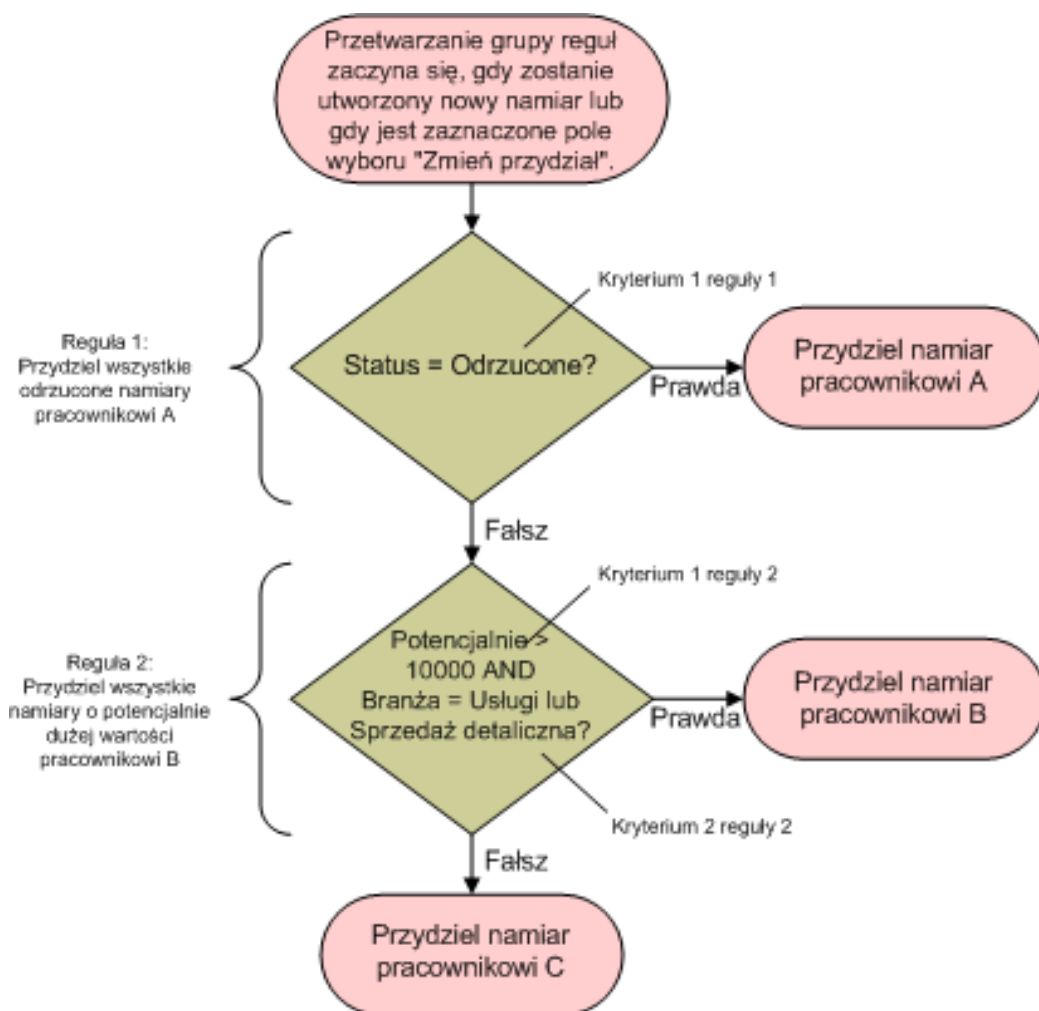 Przetwarzanie grupy reguł
zaczyna się, gdy zostanie
utworzony nowy namiar lub
gdy jest zaznaczone pole
wyboru "Zmień przydział".
Kryterium 1 reguły 1
Reguła 1:
Przydziel wszystkie
odrzucone namiary
pracownikowi A
Status = Odrzucone?
Prawda
Przydziel namiar
pracownikowi A
Fałsz
Kryterium 1 reguły 2
Reguła 2:
Przydziel wszystkie
namiary o potencjalnie
dużej wartości
pracownikowi B
Potencjalnie >
10000 AND
Branża = Usługi lub
Sprzedaż detaliczna?
Prawda
Przydziel namiar
pracownikowi B
Kryterium 2 reguły 2
Fałsz
Przydziel namiar
pracownikowi C